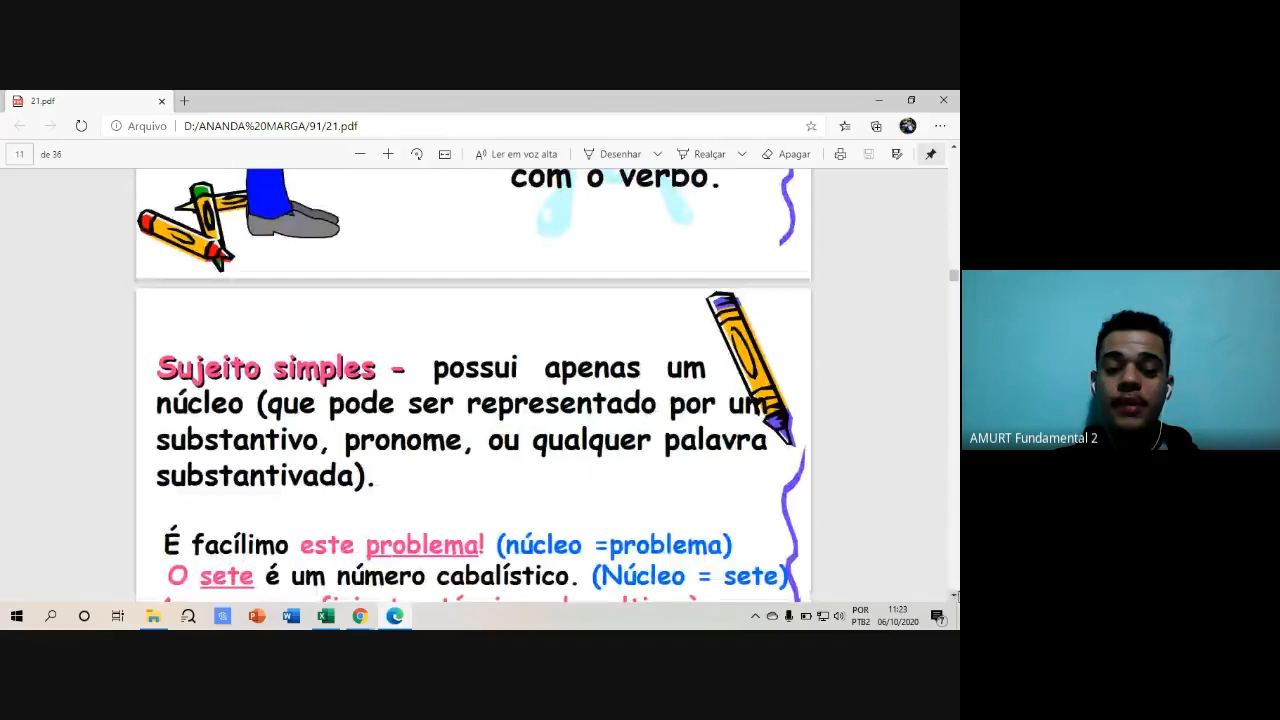 21.pdf
Arquivo D:/ANANDA%20MARGA/91/21.pdf
11 de 36 Ler em voz alta Desenhar Realçar Apagar
com o verbo.
Sujeito simples - possui apenas um
núcleo (que pode ser representado por um
substantivo, pronome, ou qualquer palavra
substantivada).
É facílimo este problema! (núcleo =problema)
O sete é um número cabalístico. (Núcleo = sete)
AMURT Fundamental 2
POR 11:23
PTB2 06/10/2020